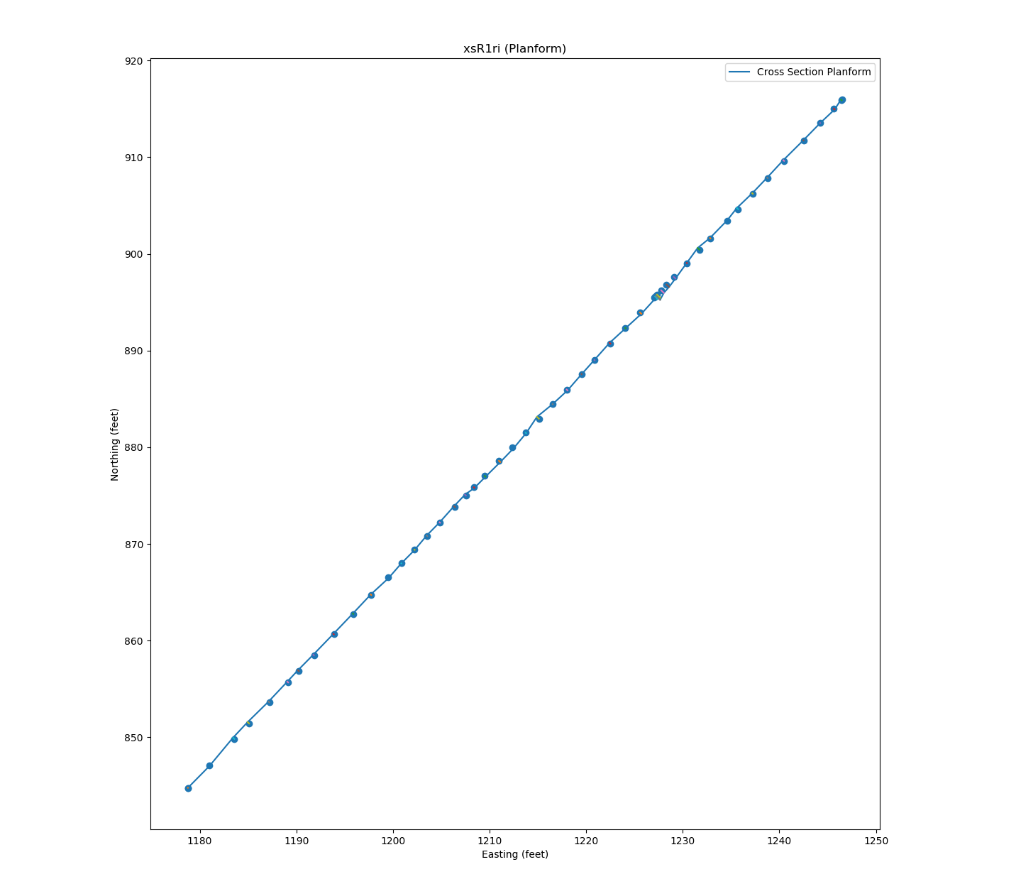 xsR1ri (Planform)
Cross Section Planform
920
910
900
890
880
870
860
850
Northing (feet)
1180 1190 1200 1210 1220 1230 1240 1250
Easting (feet)